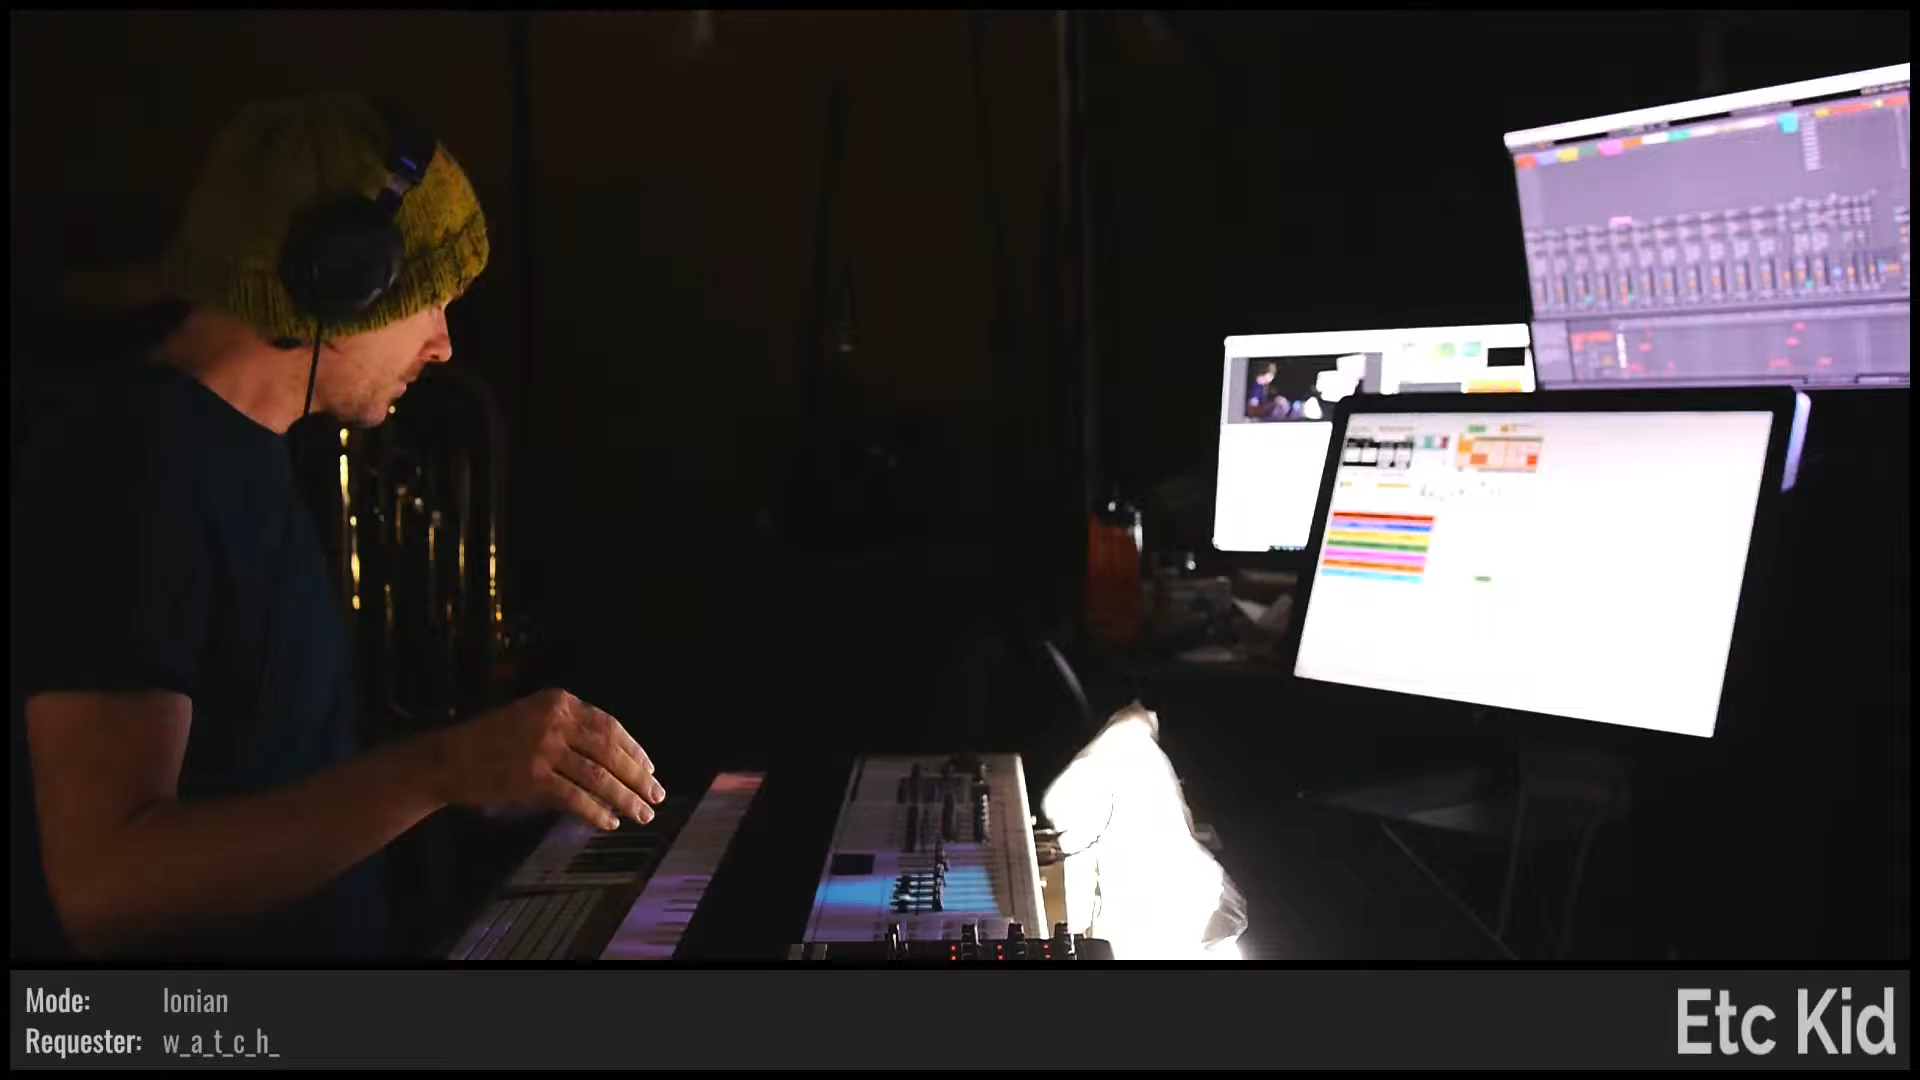 Mode: Ionian
Requester: w_a_t_c_h_
Etc Kid